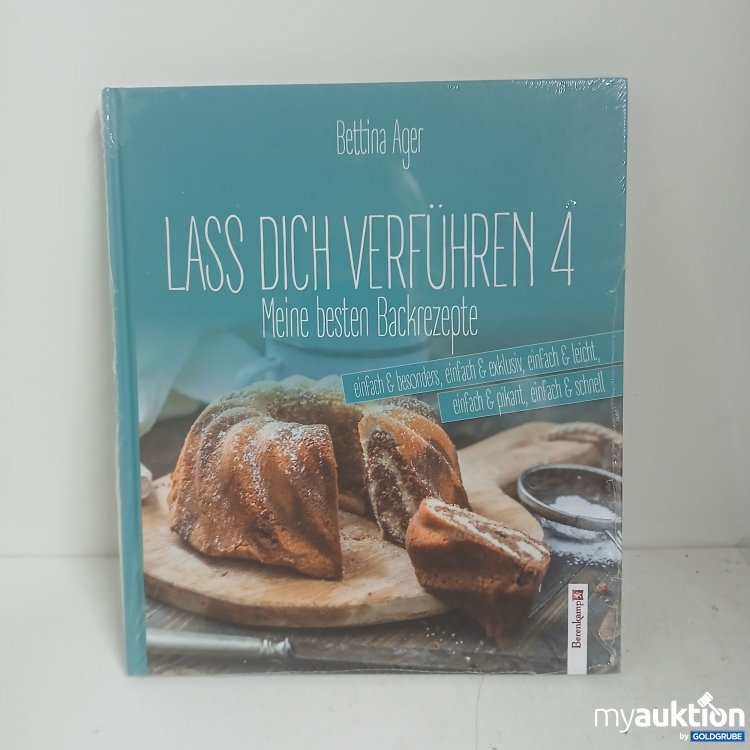 Bettina Ager
LASS DICH VERFÜHREN 4
Meine besten Backrezepte
einfach & besonders, einfach & exklusiv, einfach & leicht,
einfach & pikant, einfach & schnell
Berenkamp
myauktion
by GOLDGRUBE